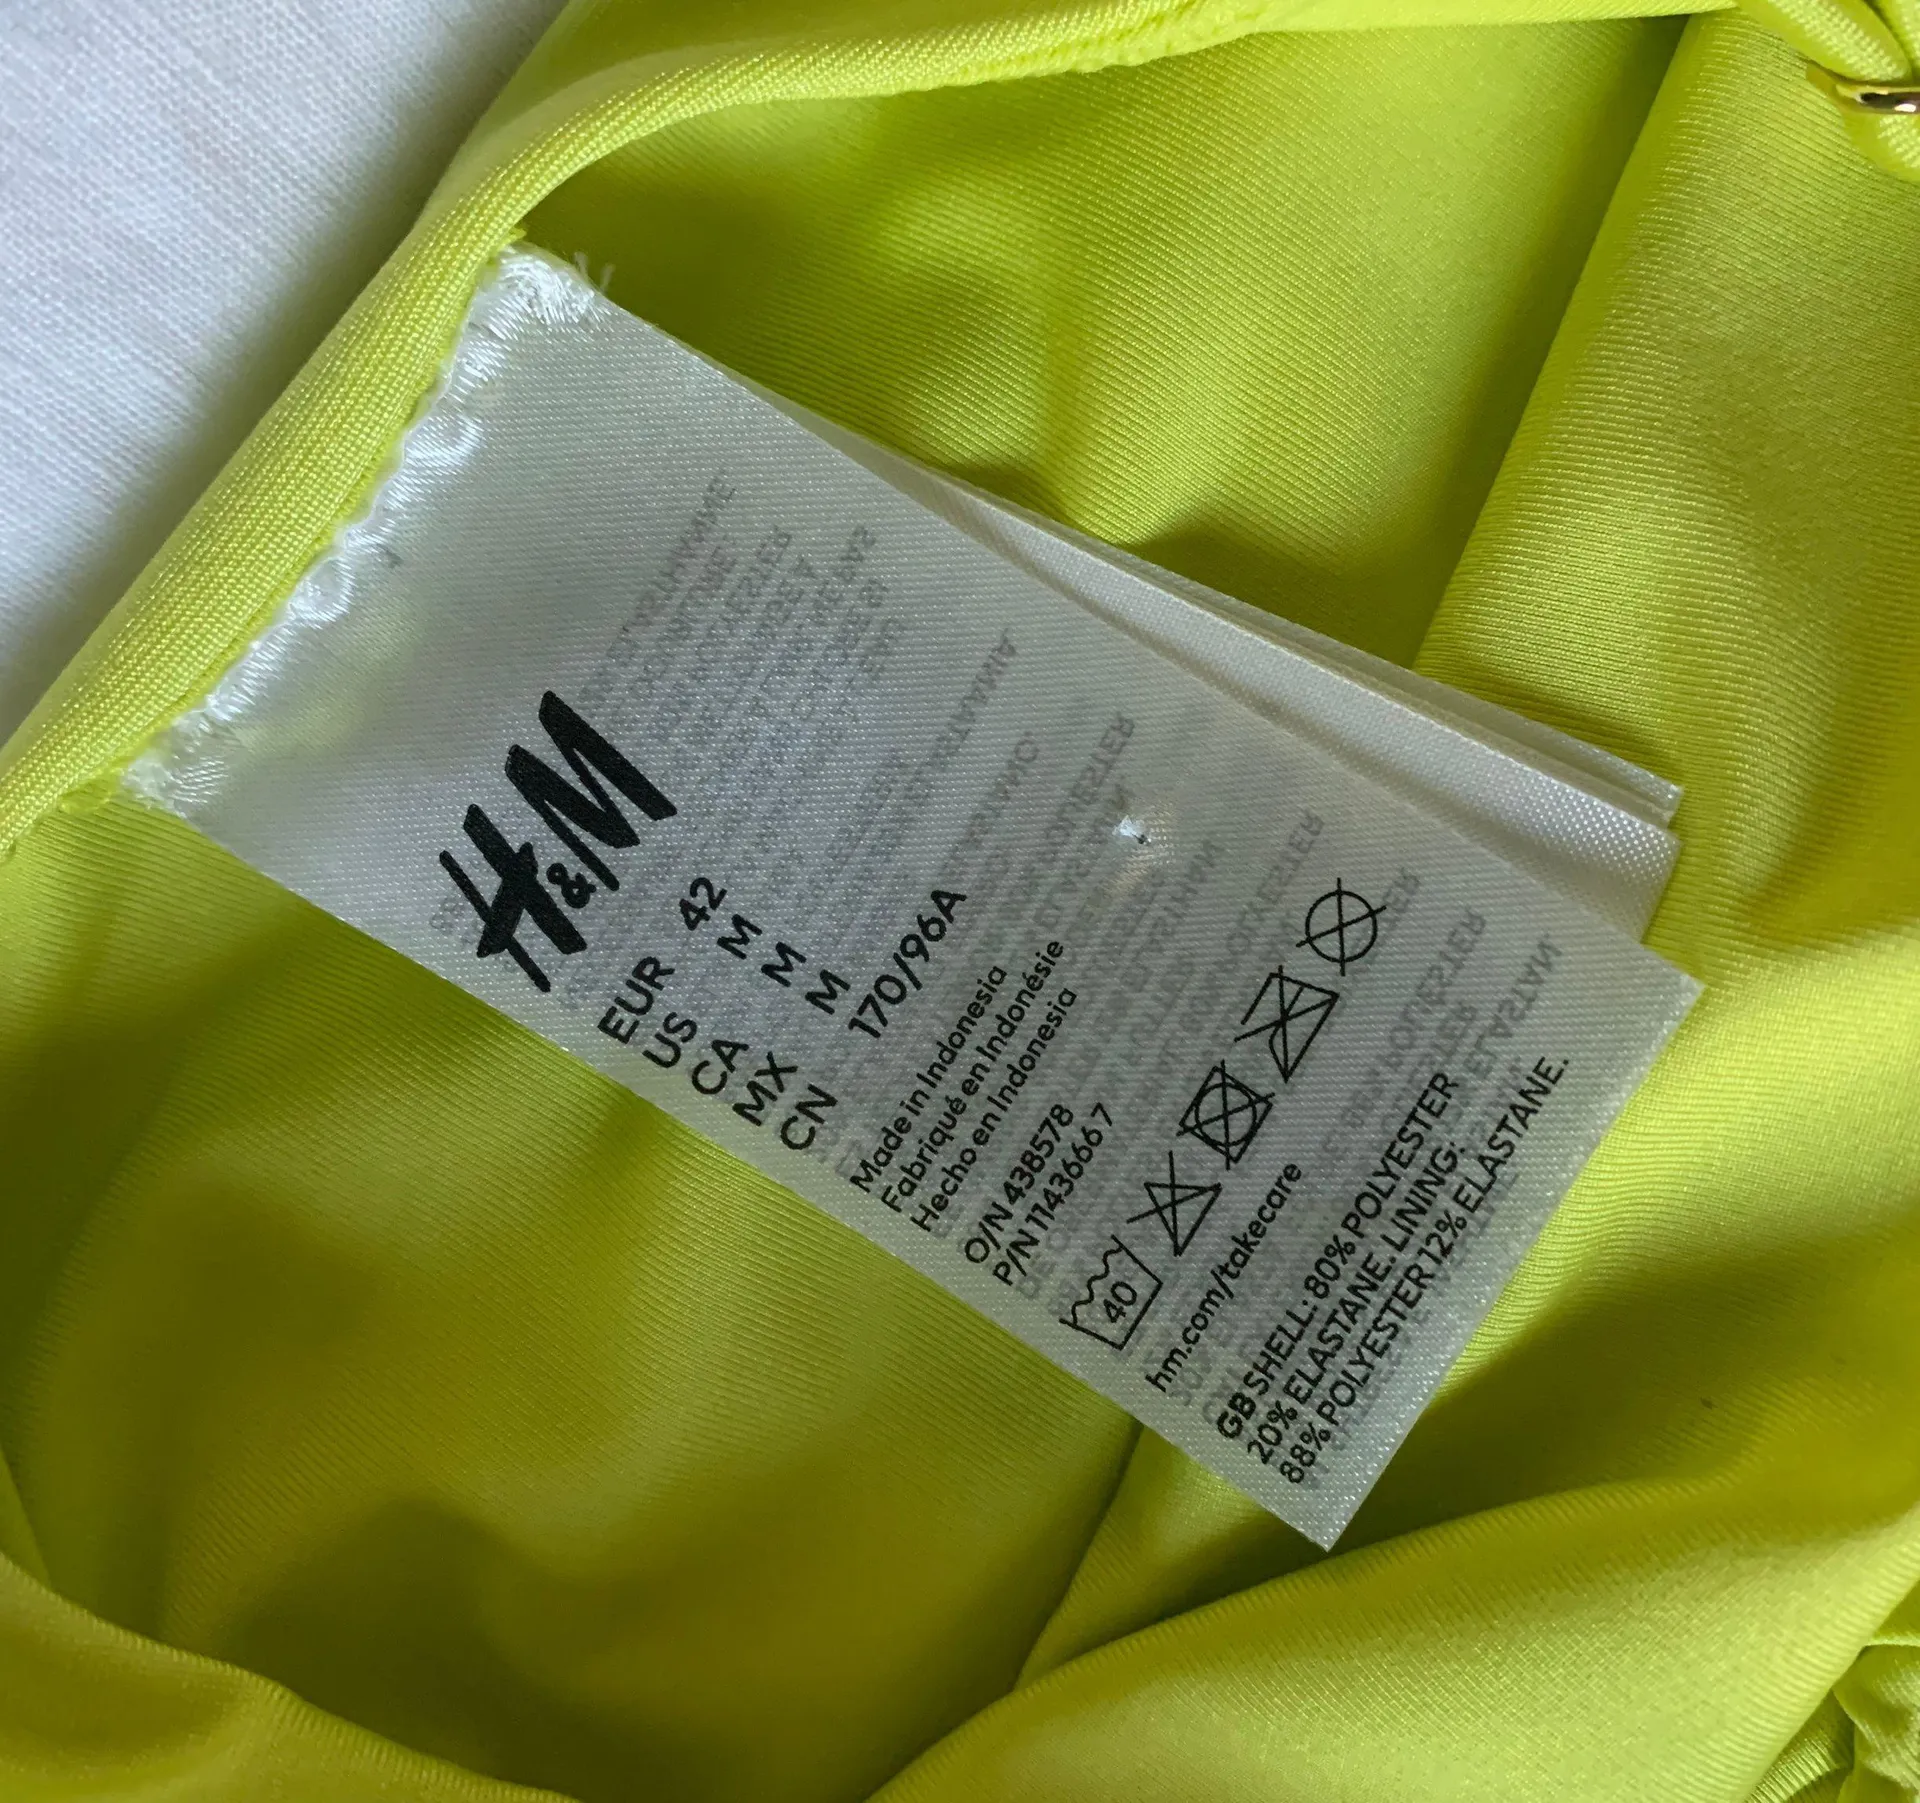 H&M
EUR 42
US M
CA M
MX M
CN 170/96A
Made in Indonesia
Fabriqué en Indonésie
Hecho en Indonesia
O/N 438578
P/N 11436667
40
hm.com/takecare
GB SHELL: 80% POLYESTER
20% ELASTANE. LINING:
88% POLYESTER 12% ELASTANE.